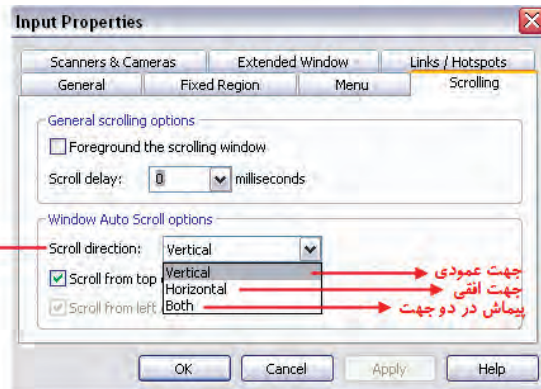 Input Properties
Scanners & Cameras Extended Window Links / Hotspots
General Fixed Region Menu Scrolling
General scrolling options
Foreground the scrolling window
Scroll delay: 0 milliseconds
Window Auto Scroll options
Scroll direction: Vertical
Scroll from top
Vertical جهت عمودی
Horizontal جهت افقی
Scroll from left
Both پیماش در دو جهت
OK Cancel Apply Help